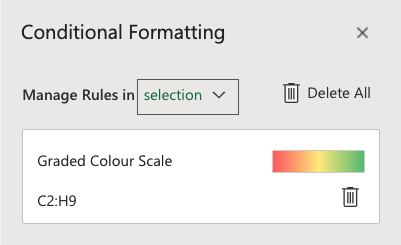 Conditional Formatting
Manage Rules in selection Delete All
Graded Colour Scale
C2:H9